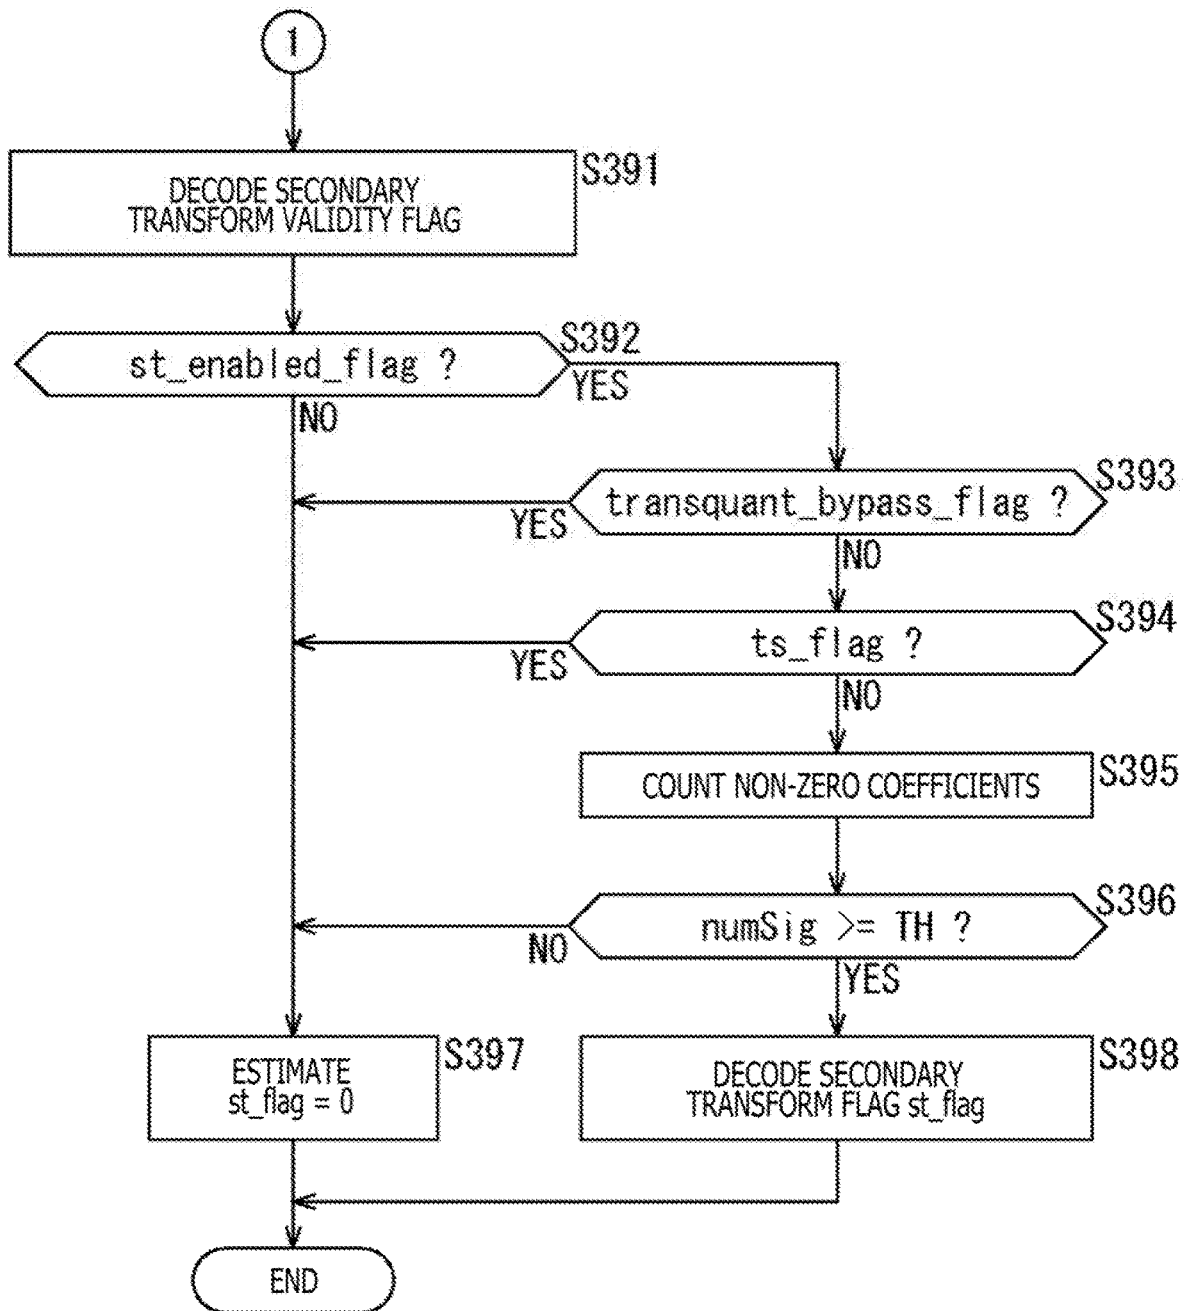 1
DECODE SECONDARY
TRANSFORM VALIDITY FLAG
S391
st_enabled_flag ?
S392
YES
NO
transquant_bypass_flag ?
S393
YES
NO
ts_flag ?
S394
YES
NO
COUNT NON-ZERO COEFFICIENTS
S395
numSig >= TH ?
S396
NO
YES
ESTIMATE
st_flag = 0
S397
DECODE SECONDARY
TRANSFORM FLAG st_flag
S398
END